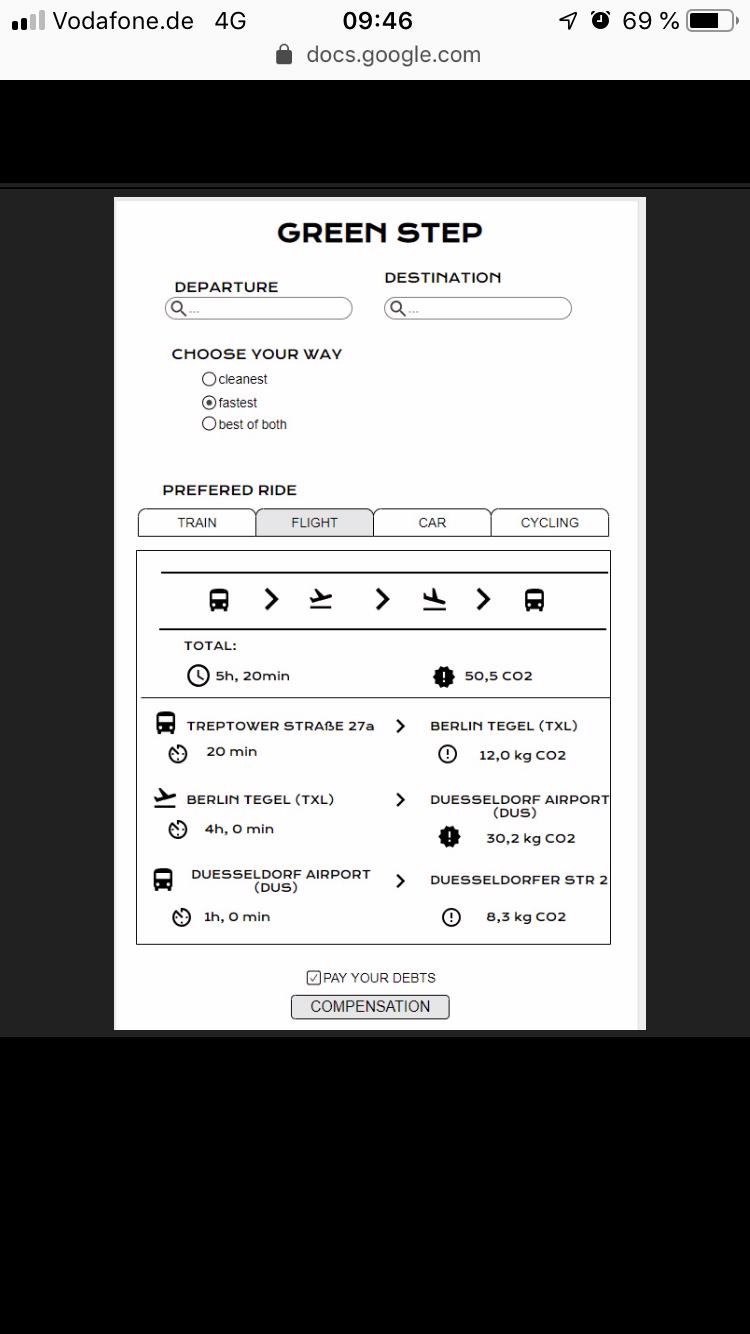 Vodafone.de 4G 09:46 69 %
docs.google.com
GREEN STEP
DEPARTURE DESTINATION
... ...
CHOOSE YOUR WAY
cleanest
fastest
best of both
PREFERED RIDE
TRAIN FLIGHT CAR CYCLING
TOTAL:
5h, 20min 50,5 CO2
TREPTOWER STRAßE 27a > BERLIN TEGEL (TXL)
20 min 12,0 kg CO2
BERLIN TEGEL (TXL) > DUESSELDORF AIRPORT
(DUS)
4h, 0 min 30,2 kg CO2
DUESSELDORF AIRPORT > DUESSELDORFER STR 2
(DUS)
1h, 0 min 8,3 kg CO2
PAY YOUR DEBTS
COMPENSATION